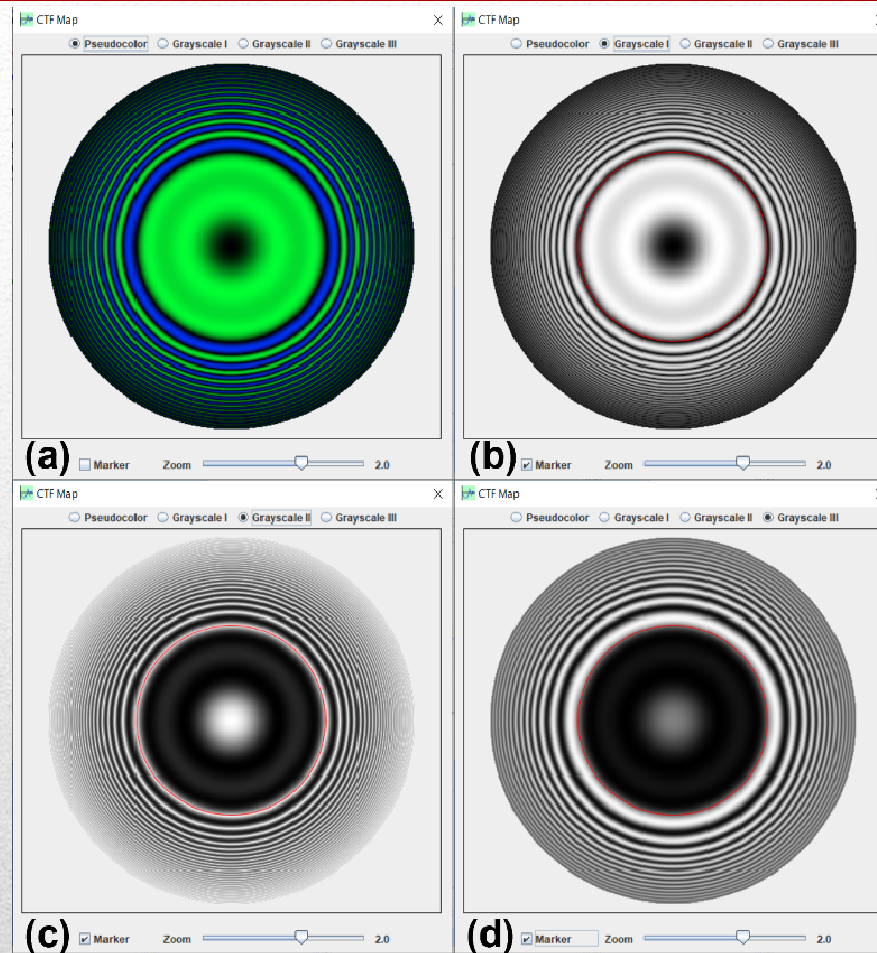 CTF Map
Pseudocolor Grayscale I Grayscale II Grayscale III
(a) Marker Zoom 2.0
CTF Map
Pseudocolor Grayscale I Grayscale II Grayscale III
(b) Marker Zoom 2.0
CTF Map
Pseudocolor Grayscale I Grayscale II Grayscale III
(c) Marker Zoom 2.0
CTF Map
Pseudocolor Grayscale I Grayscale II Grayscale III
(d) Marker Zoom 2.0